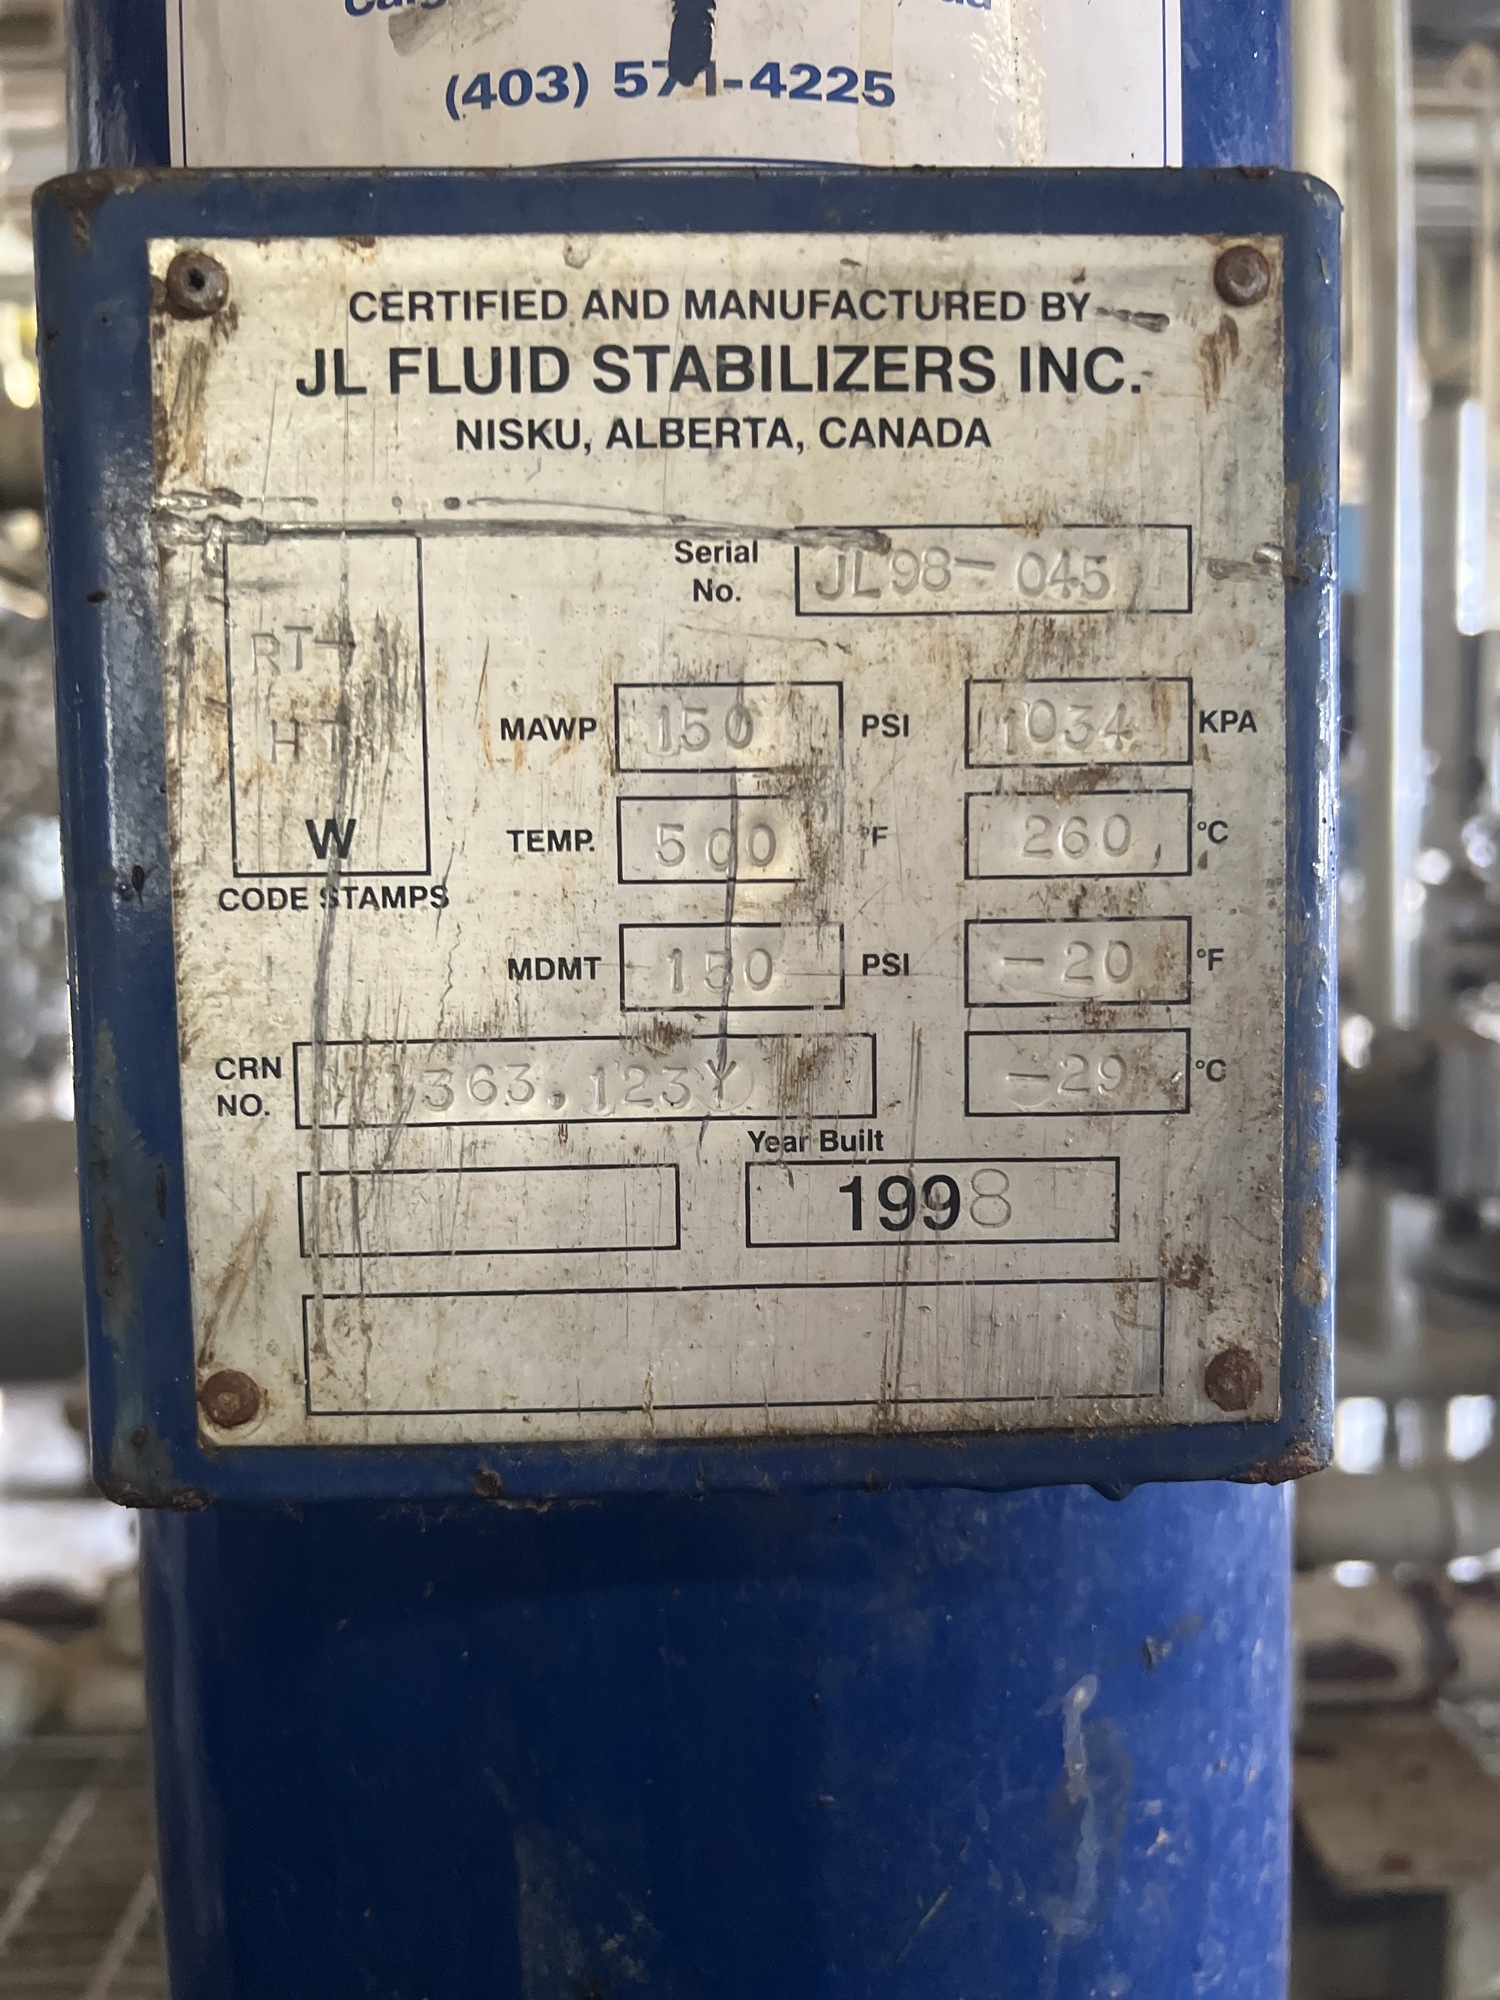 (403) 571-4225
CERTIFIED AND MANUFACTURED BY
JL FLUID STABILIZERS INC.
NISKU, ALBERTA, CANADA
Serial No. JL98-045
RT-
HT
W
CODE STAMPS
MAWP 150 PSI 1034 KPA
TEMP. 500 °F 260 °C
MDMT 150 PSI -20 °F
-29 °C
CRN NO.
Year Built
1998